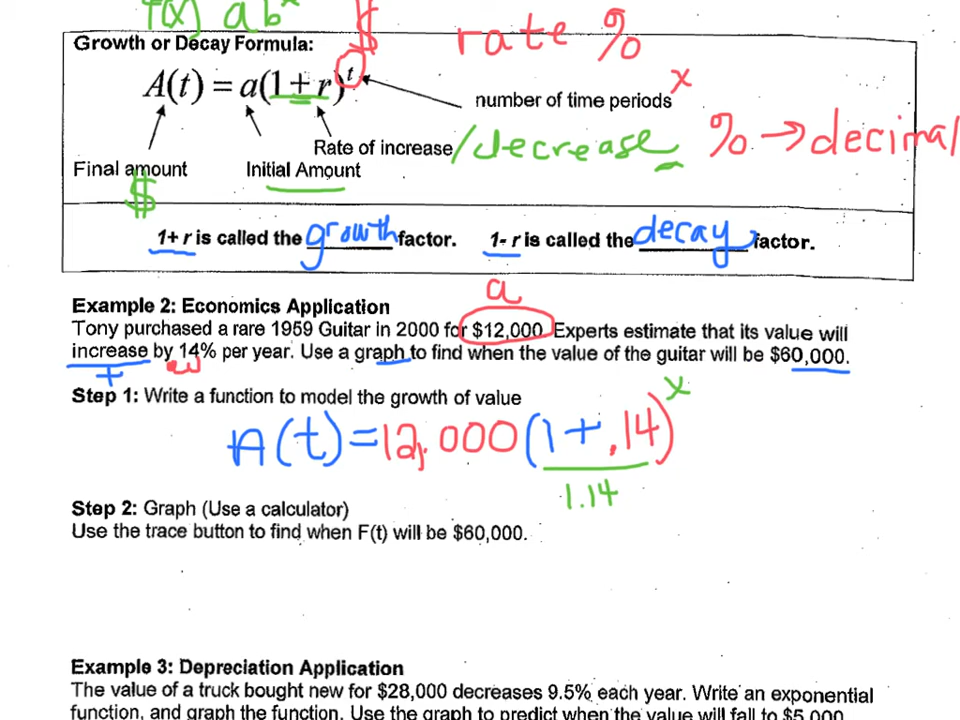 f(x) ab^x
$ rate %
Growth or Decay Formula:
A(t) = a(1 ± r)^t
number of time periods x
Rate of increase/decrease % → decimal
Final amount Initial Amount
$
1+ r is called the growth factor. 1- r is called the decay factor.
a
Example 2: Economics Application
Tony purchased a rare 1959 Guitar in 2000 for $12,000. Experts estimate that its value will
increase by 14% per year. Use a graph to find when the value of the guitar will be $60,000.
+
Step 1: Write a function to model the growth of value
A(t)=12,000(1+.14)^x
1.14
Step 2: Graph (Use a calculator)
Use the trace button to find when F(t) will be $60,000.
Example 3: Depreciation Application
The value of a truck bought new for $28,000 decreases 9.5% each year. Write an exponential
function, and graph the function. Use the graph to predict when the value will fall to $5,000